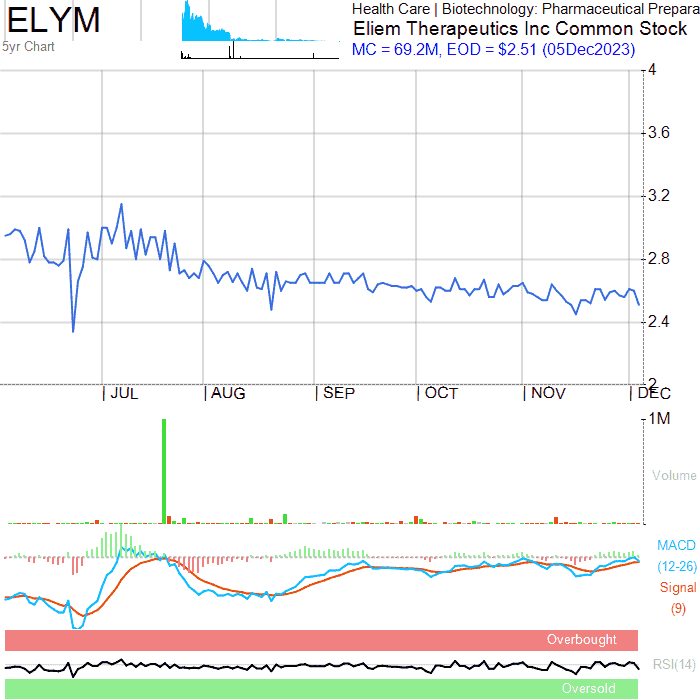 ELYM
5yr Chart
Health Care | Biotechnology: Pharmaceutical Prepara
Eliem Therapeutics Inc Common Stock
MC = 69.2M, EOD = $2.51 (05Dec2023)
4
3.6
3.2
3
2.8
2.4
2
| JUL | AUG | SEP | OCT | NOV | DEC
1M
Volume
MACD
(12-26)
Signal
(9)
Overbought
RSI(14)
Oversold